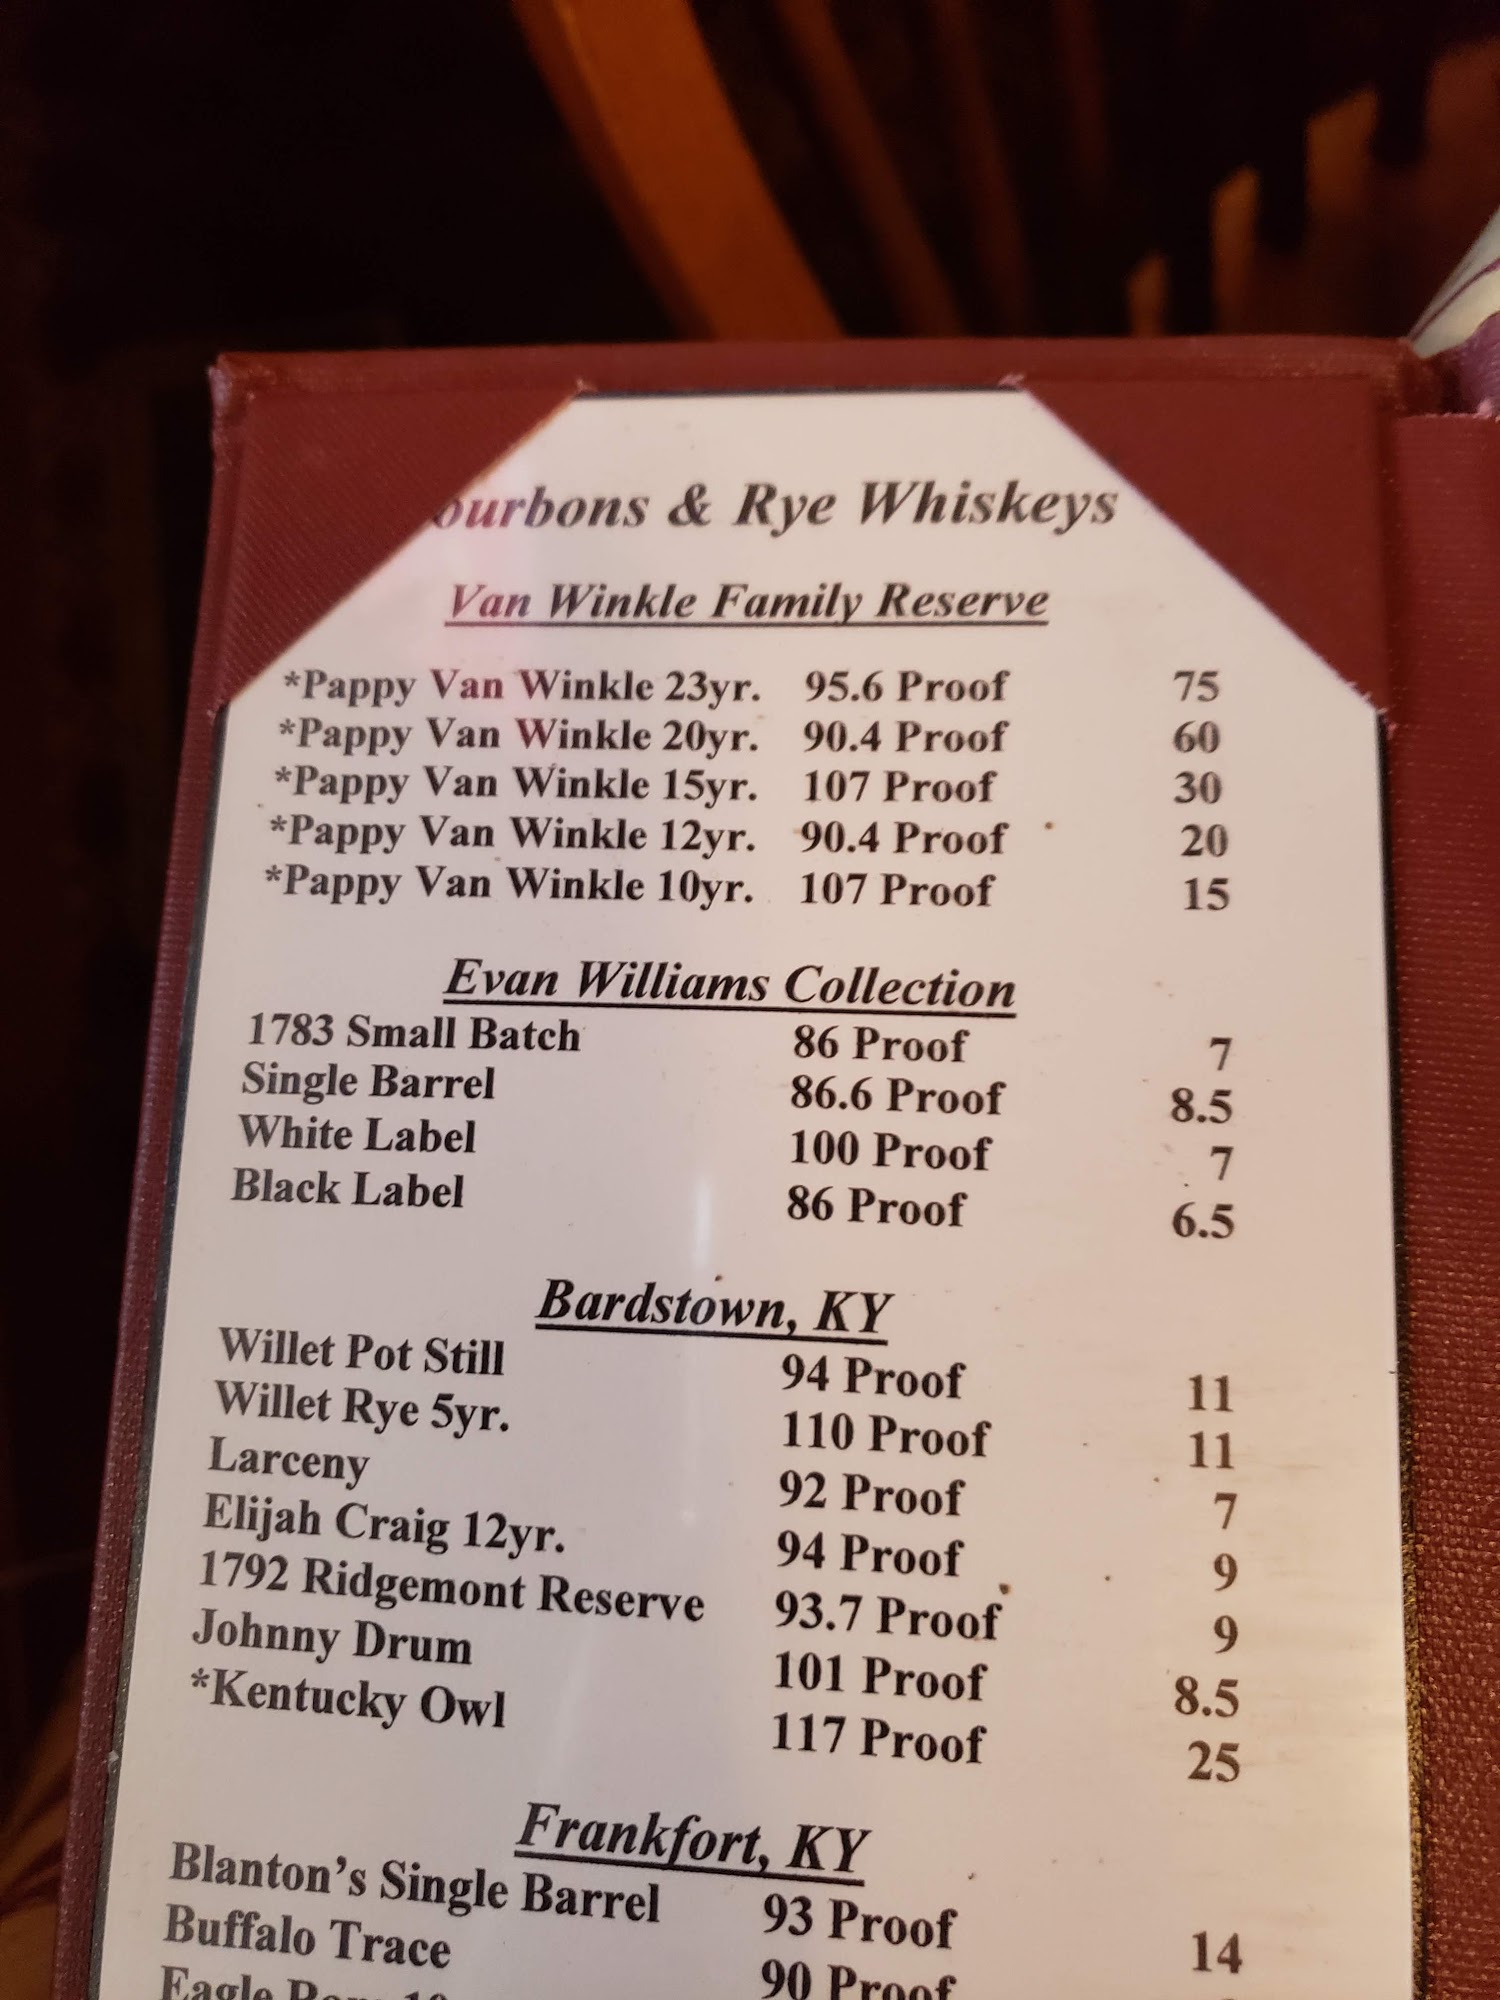 ourbons & Rye Whiskeys
Van Winkle Family Reserve
*Pappy Van Winkle 23yr. 95.6 Proof 75
*Pappy Van Winkle 20yr. 90.4 Proof 60
*Pappy Van Winkle 15yr. 107 Proof 30
*Pappy Van Winkle 12yr. 90.4 Proof 20
*Pappy Van Winkle 10yr. 107 Proof 15
Evan Williams Collection
1783 Small Batch 86 Proof 7
Single Barrel 86.6 Proof 8.5
White Label 100 Proof 7
Black Label 86 Proof 6.5
Bardstown, KY
Willet Pot Still 94 Proof 11
Willet Rye 5yr. 110 Proof 11
Larceny 92 Proof 7
Elijah Craig 12yr. 94 Proof 9
1792 Ridgemont Reserve 93.7 Proof 9
Johnny Drum 101 Proof 8.5
*Kentucky Owl 117 Proof 25
Frankfort, KY
Blanton's Single Barrel 93 Proof 14
Buffalo Trace 90 Proof
Eagle